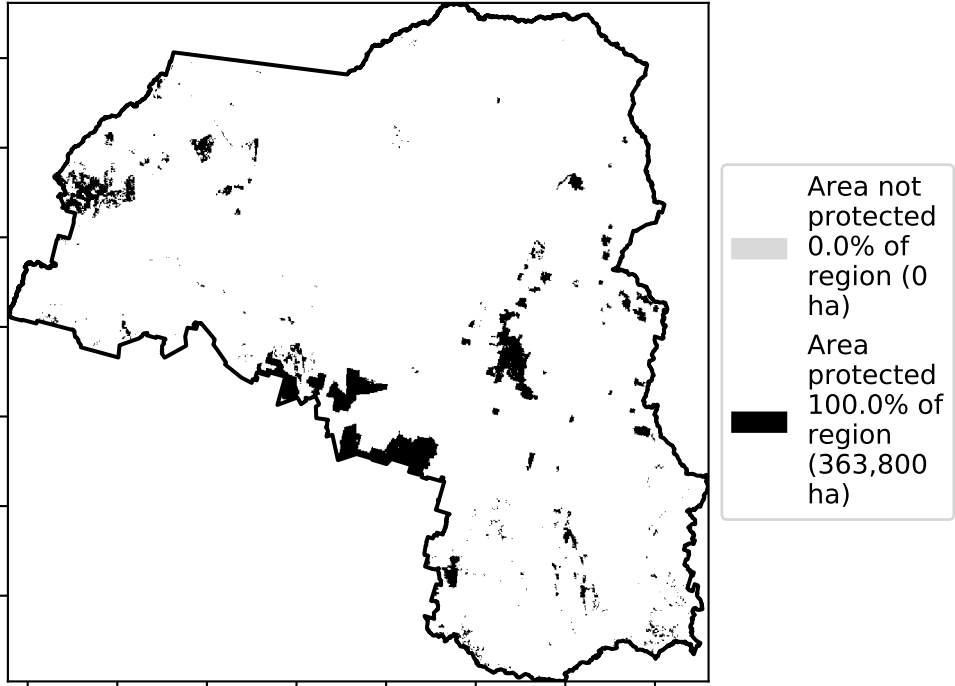 Area not
protected
0.0% of
region (0
ha)
Area
protected
100.0% of
region
(363,800
ha)